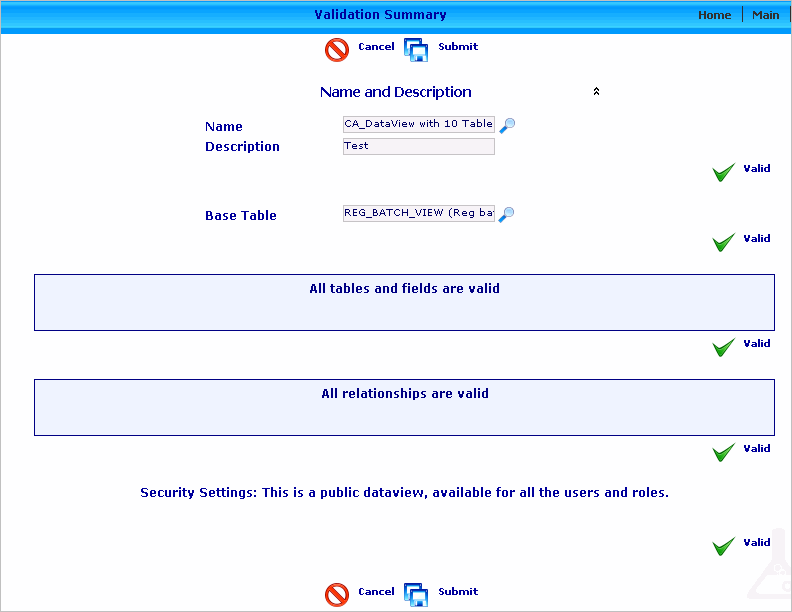 Validation Summary
Home Main
Cancel Submit
Name and Description
Name CA_DataView with 10 Table
Description Test
Valid
Base Table REG_BATCH_VIEW (Reg ba
Valid
All tables and fields are valid
Valid
All relationships are valid
Valid
Security Settings: This is a public dataview, available for all the users and roles.
Valid
Cancel Submit